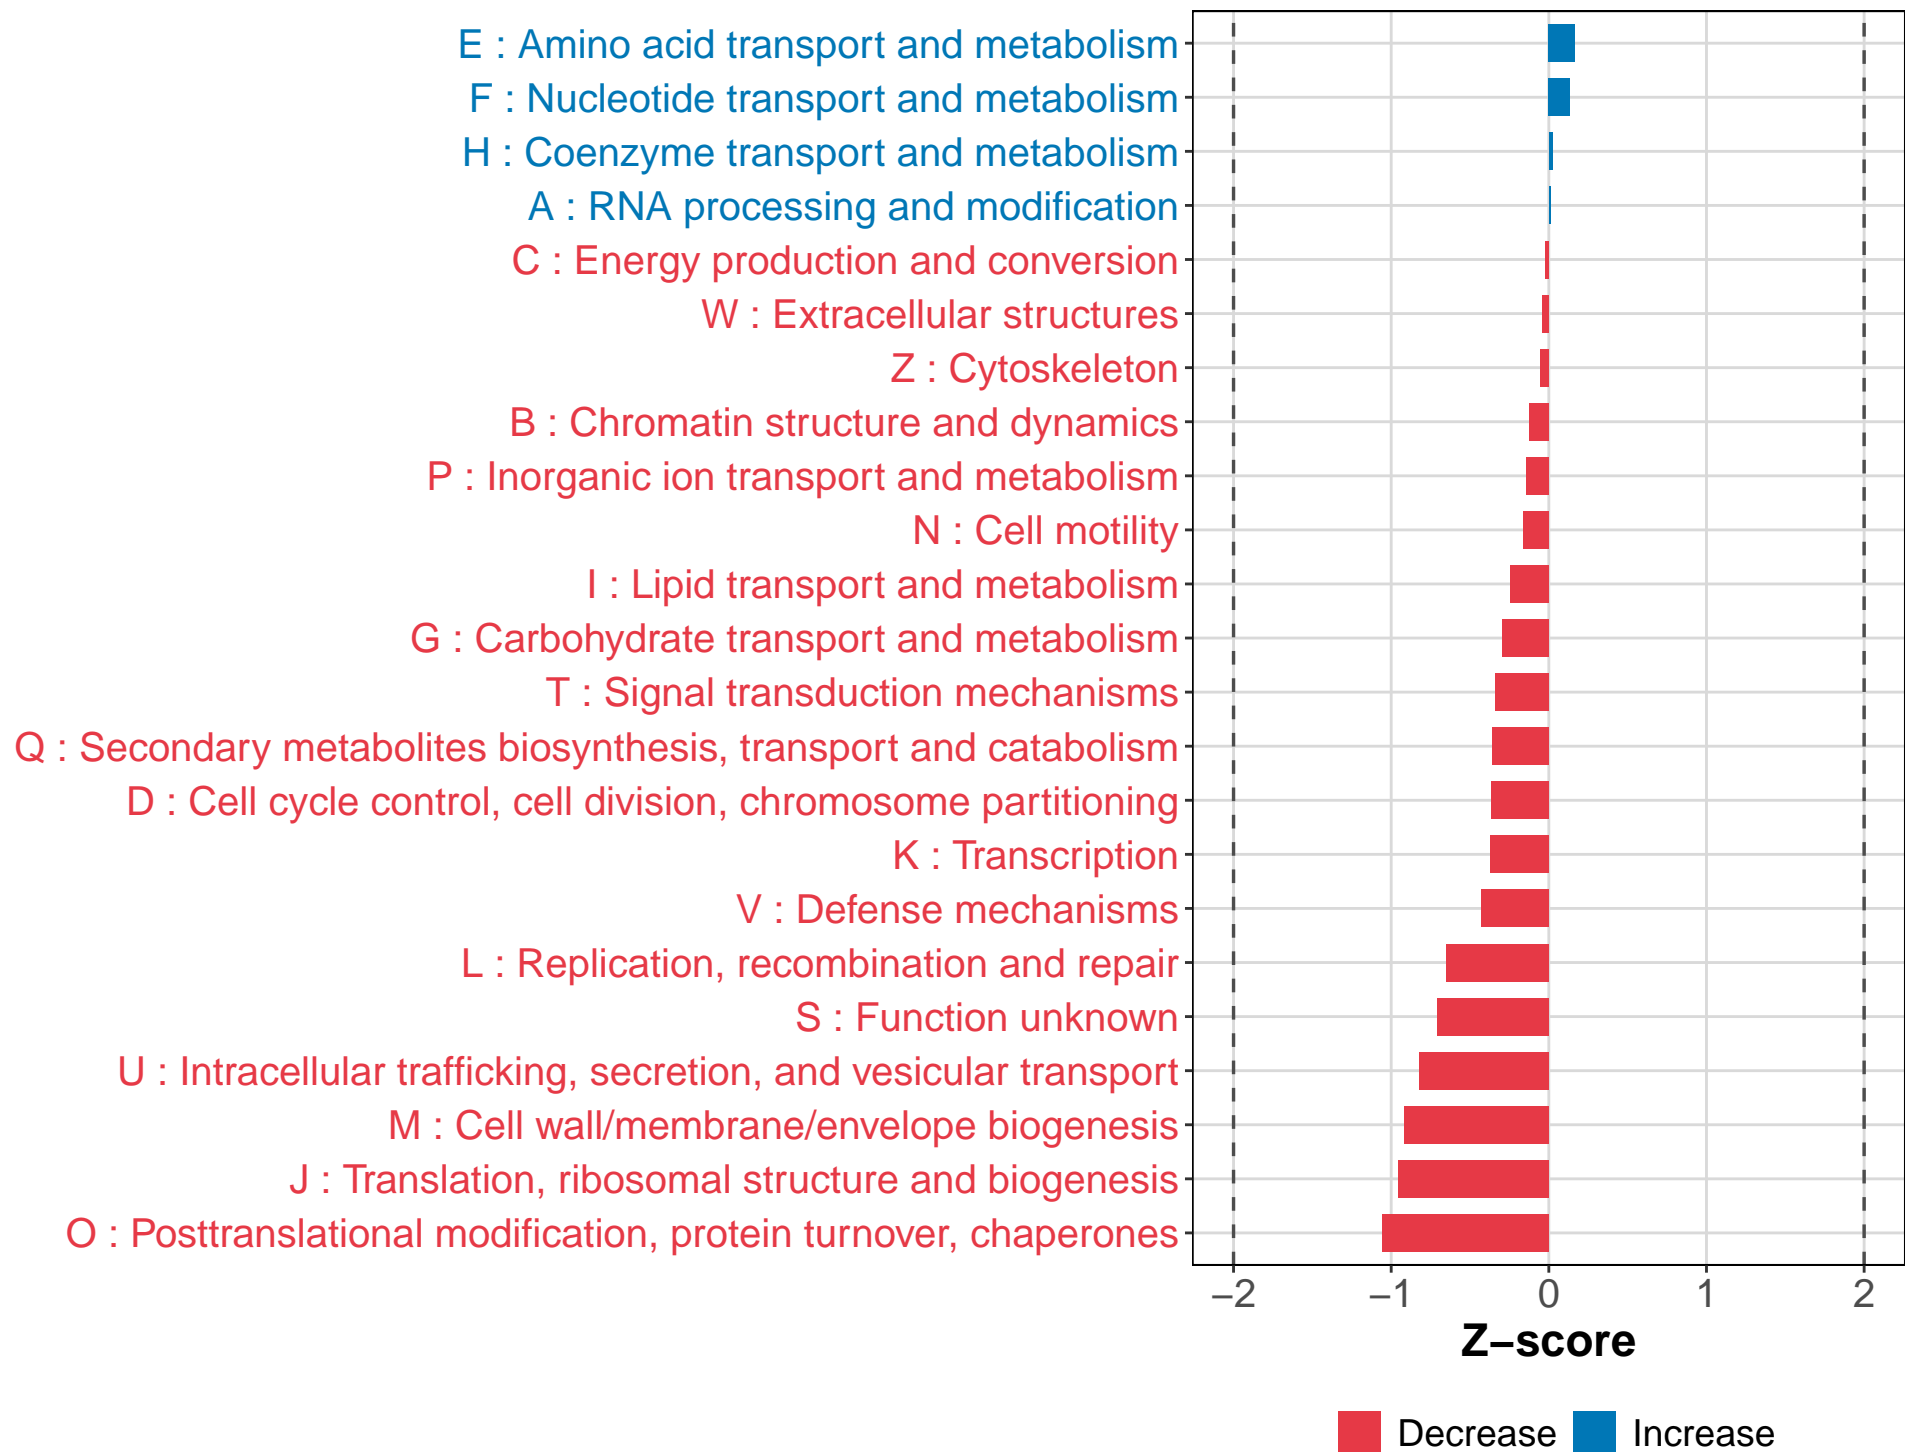 E : Amino acid transport and metabolism
F : Nucleotide transport and metabolism
H : Coenzyme transport and metabolism
A : RNA processing and modification
C : Energy production and conversion
W : Extracellular structures
Z : Cytoskeleton
B : Chromatin structure and dynamics
P : Inorganic ion transport and metabolism
N : Cell motility
I : Lipid transport and metabolism
G : Carbohydrate transport and metabolism
T : Signal transduction mechanisms
Q : Secondary metabolites biosynthesis, transport and catabolism
D : Cell cycle control, cell division, chromosome partitioning
K : Transcription
V : Defense mechanisms
L : Replication, recombination and repair
S : Function unknown
U : Intracellular trafficking, secretion, and vesicular transport
M : Cell wall/membrane/envelope biogenesis
J : Translation, ribosomal structure and biogenesis
O : Posttranslational modification, protein turnover, chaperones
−2 −1 0 1 2
Z−score
Decrease Increase